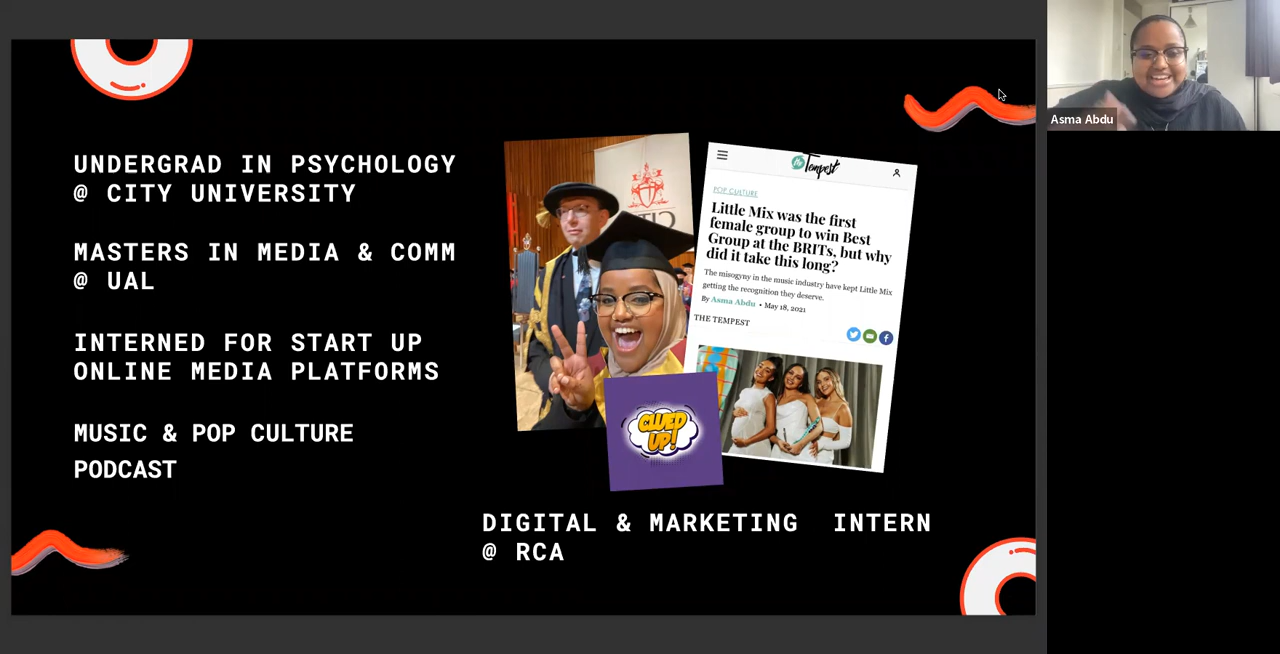 UNDERGRAD IN PSYCHOLOGY
@ CITY UNIVERSITY
MASTERS IN MEDIA & COMM
@ UAL
INTERNED FOR START UP
ONLINE MEDIA PLATFORMS
MUSIC & POP CULTURE
PODCAST
The Tempest
POP CULTURE
Little Mix was the first
female group to win Best
Group at the BRITs, but why
did it take this long?
The misogyny in the music industry have kept Little Mix
getting the recognition they deserve.
By Asma Abdu • May 18, 2021
THE TEMPEST
CLUED
UP!
DIGITAL & MARKETING INTERN
@ RCA
Asma Abdu